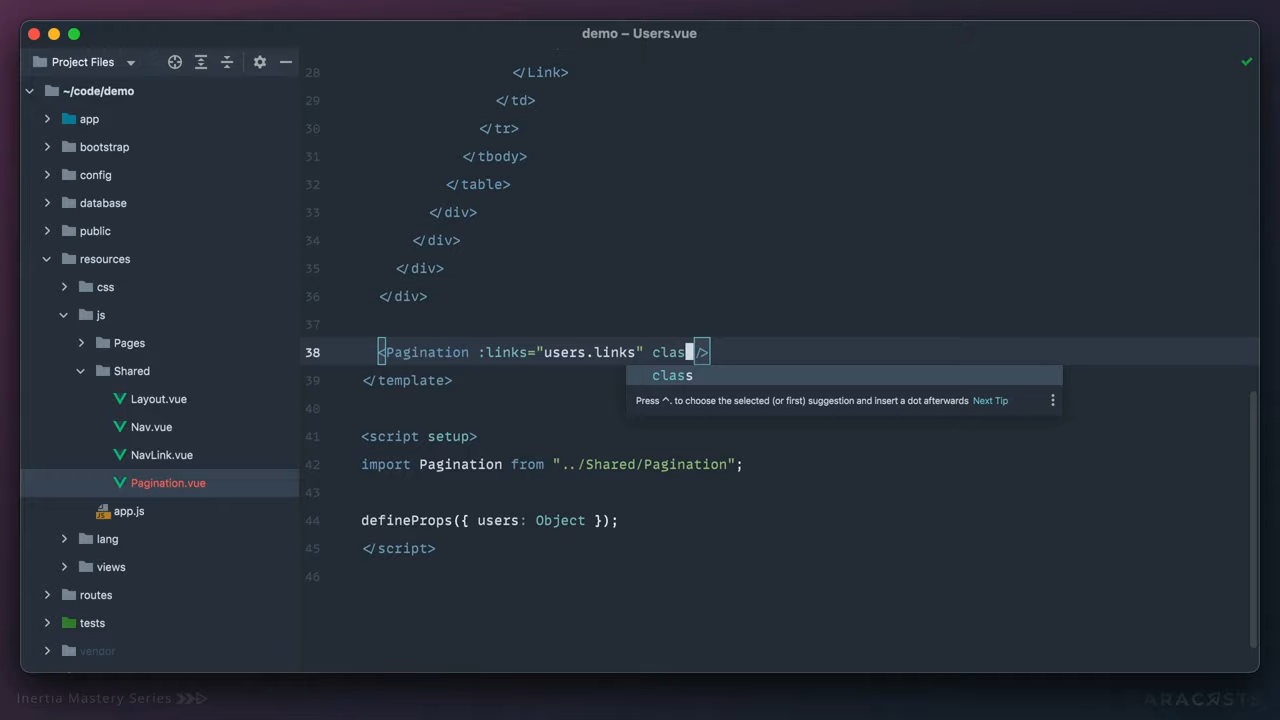 demo – Users.vue
Project Files
~/code/demo
app
bootstrap
config
database
public
resources
css
js
Pages
Shared
Layout.vue
Nav.vue
NavLink.vue
Pagination.vue
JS
app.js
lang
views
routes
tests
vendor
28 </Link>
29 </td>
30 </tr>
31 </tbody>
32 </table>
33 </div>
34 </div>
35 </div>
36 </div>
37
38 <Pagination :links="users.links" clas />
class
Press ^. to choose the selected (or first) suggestion and insert a dot afterwards Next Tip
39 </template>
40
41 <script setup>
42 import Pagination from "../Shared/Pagination";
43
44 defineProps({ users: Object });
45 </script>
46
Inertia Mastery Series
ARACASTS